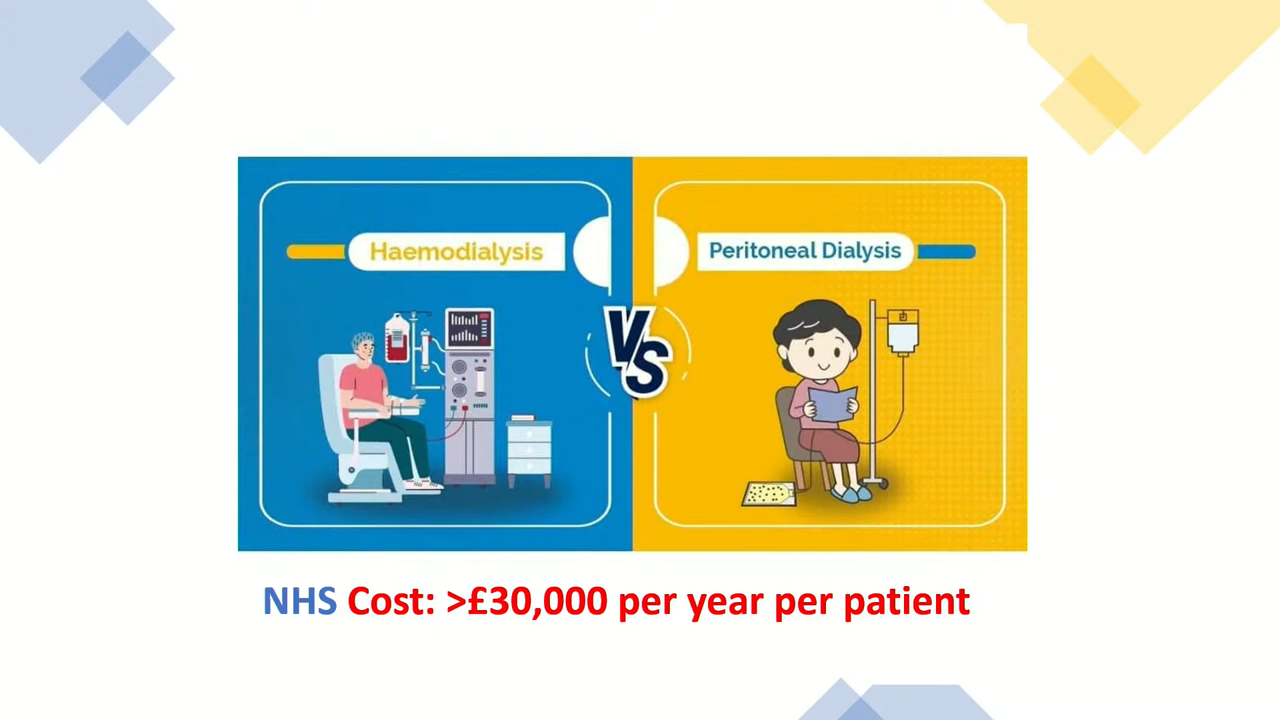 Haemodialysis
Peritoneal Dialysis
VS
NHS Cost: >£30,000 per year per patient